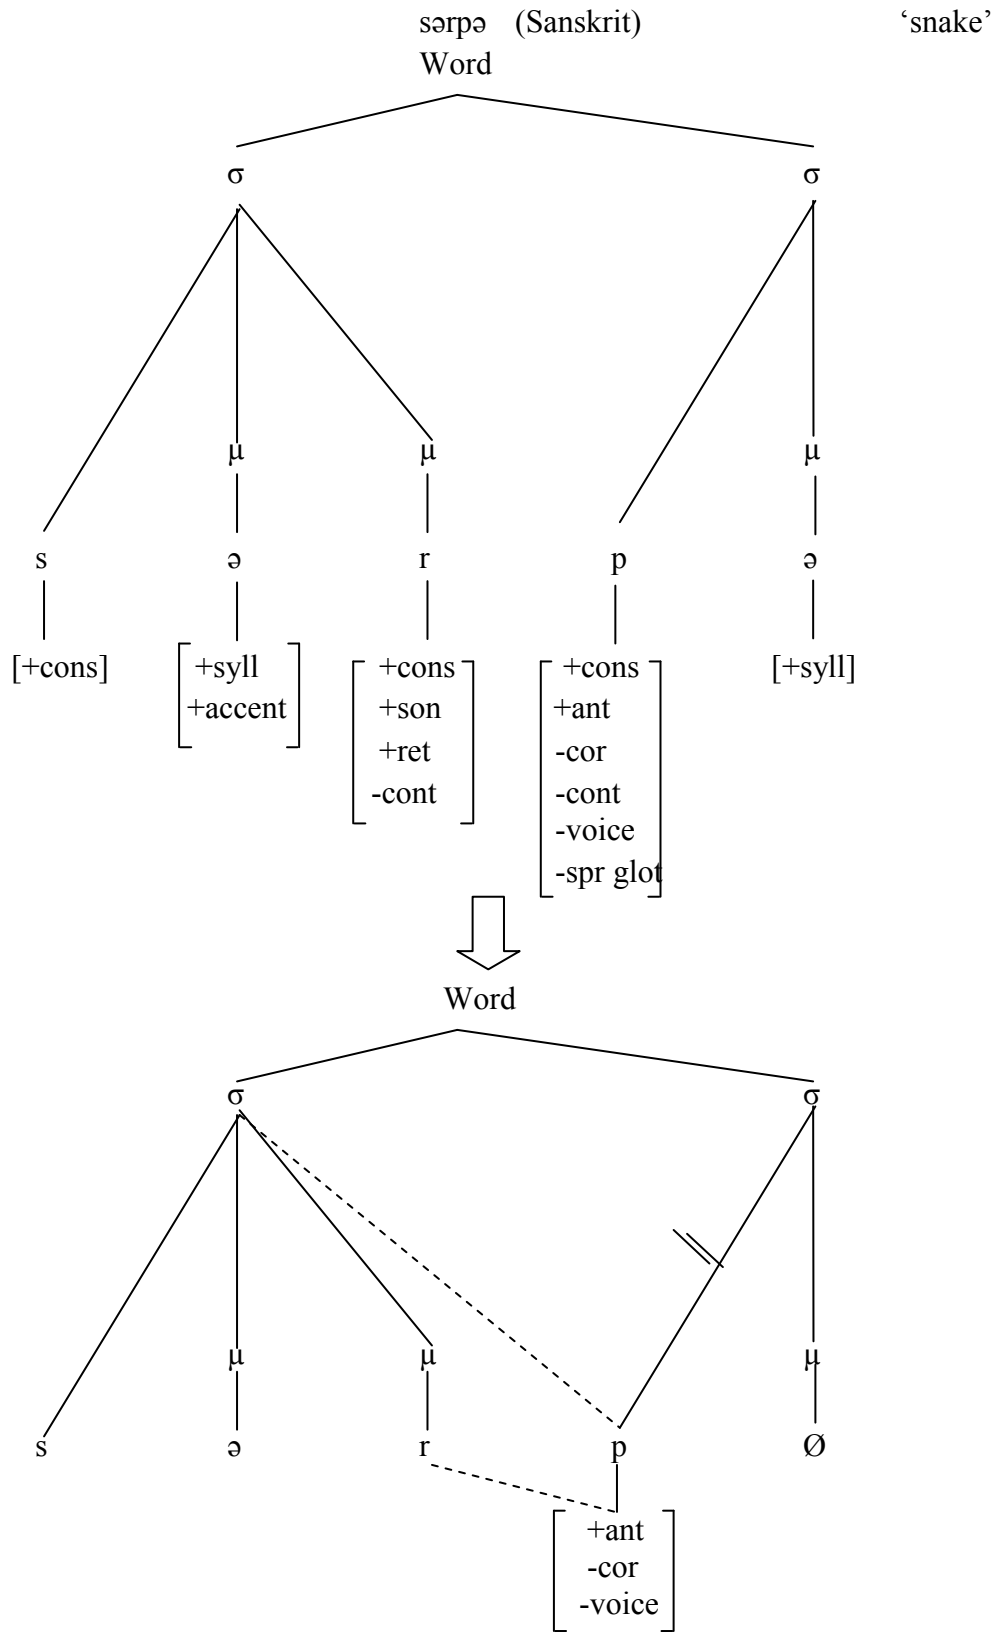 sərpə (Sanskrit) ‘snake’
Word
σ σ
μ μ μ
s ə r p ə
[+cons] +syll +cons +cons [+syll]
+accent +son +ant
+ret -cor
-cont -cont
-voice
-spr glot
Word
σ σ
μ μ μ
s ə r p Ø
+ant
-cor
-voice